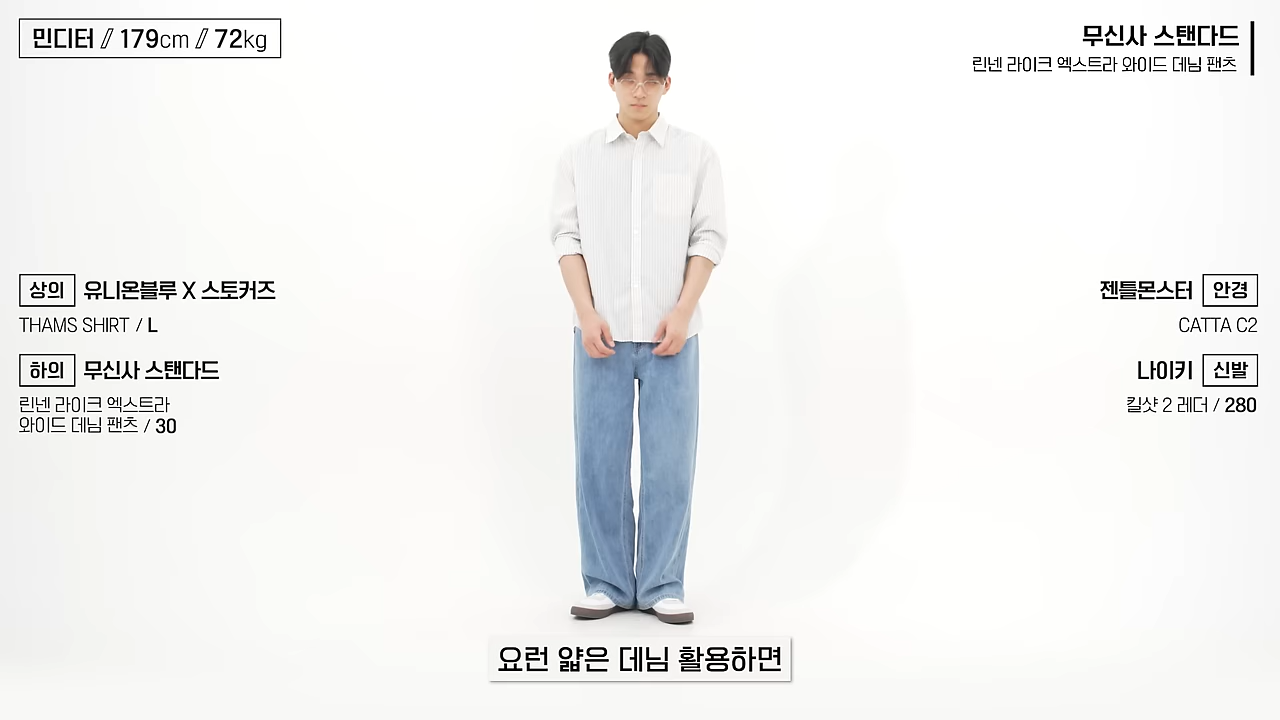 민디터 // 179cm // 72kg
무신사 스탠다드
린넨 라이크 엑스트라 와이드 데님 팬츠
상의 유니온블루 X 스토커즈
THAMS SHIRT / L
하의 무신사 스탠다드
린넨 라이크 엑스트라
와이드 데님 팬츠 / 30
젠틀몬스터 안경
CATTA C2
나이키 신발
킬샷 2 레더 / 280
요런 얇은 데님 활용하면